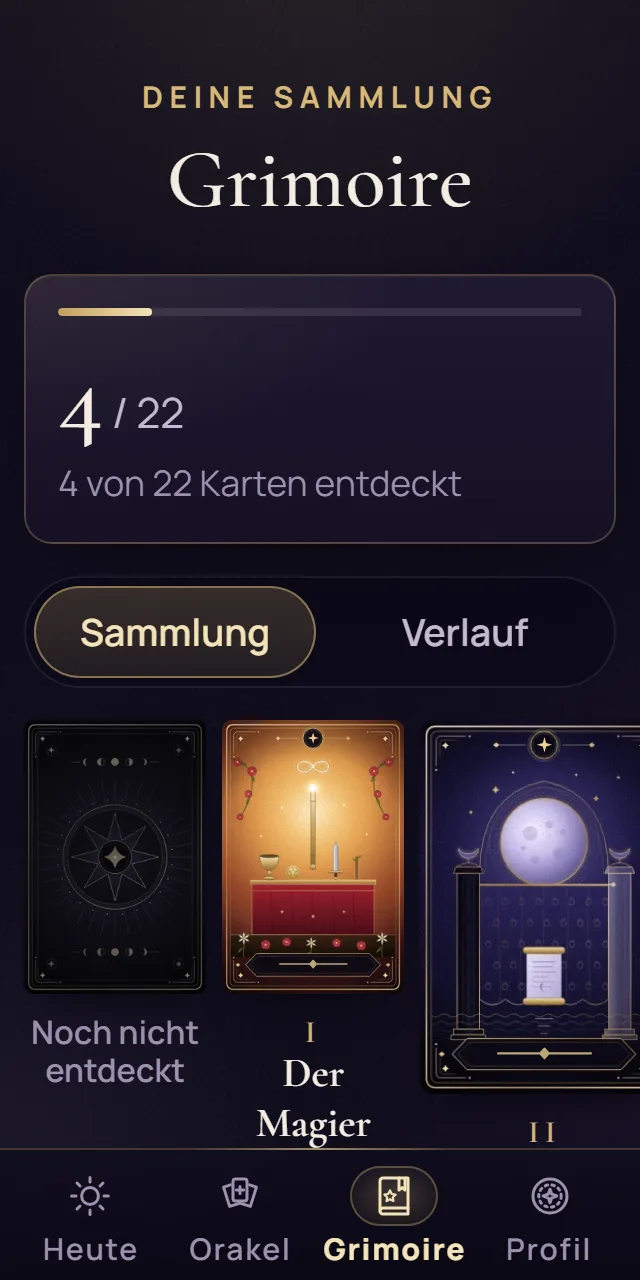 DEINE SAMMLUNG
Grimoire
4 / 22
4 von 22 Karten entdeckt
Sammlung
Verlauf
Noch nicht
entdeckt
I
Der
Magier
II
Heute
Orakel
Grimoire
Profil